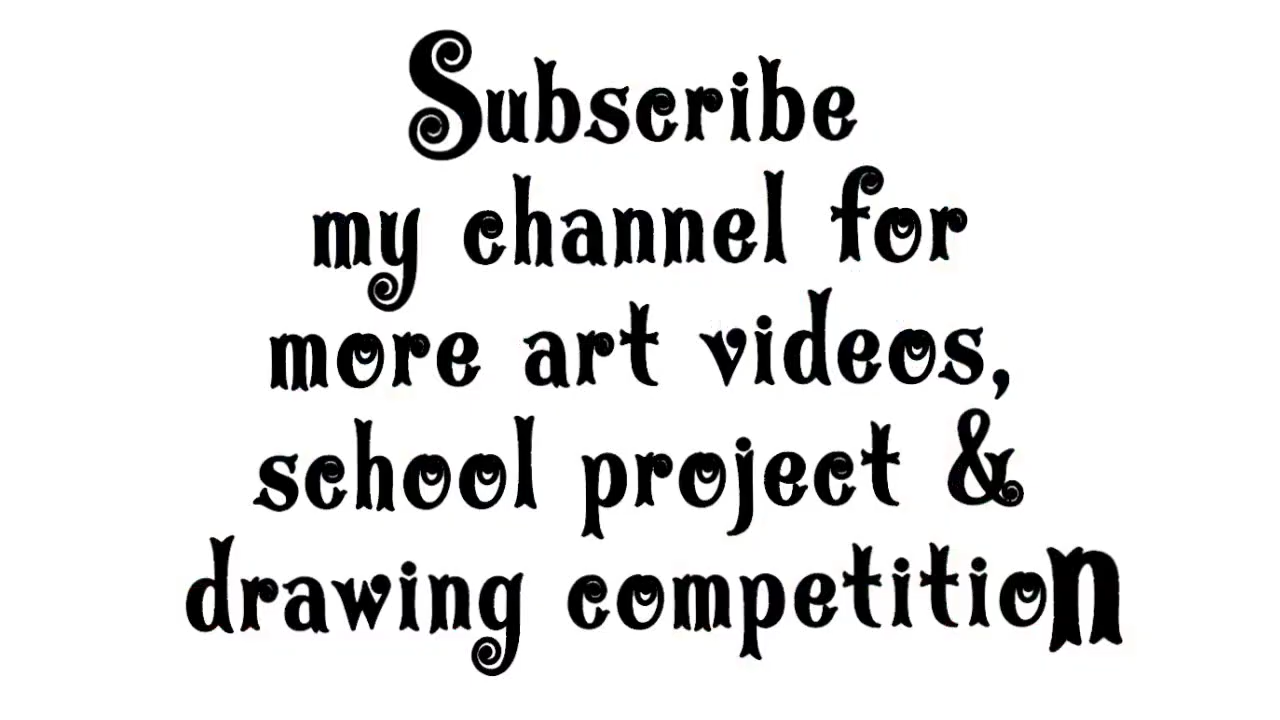 Subscribe
my channel for
more art videos,
school project &
drawing competition